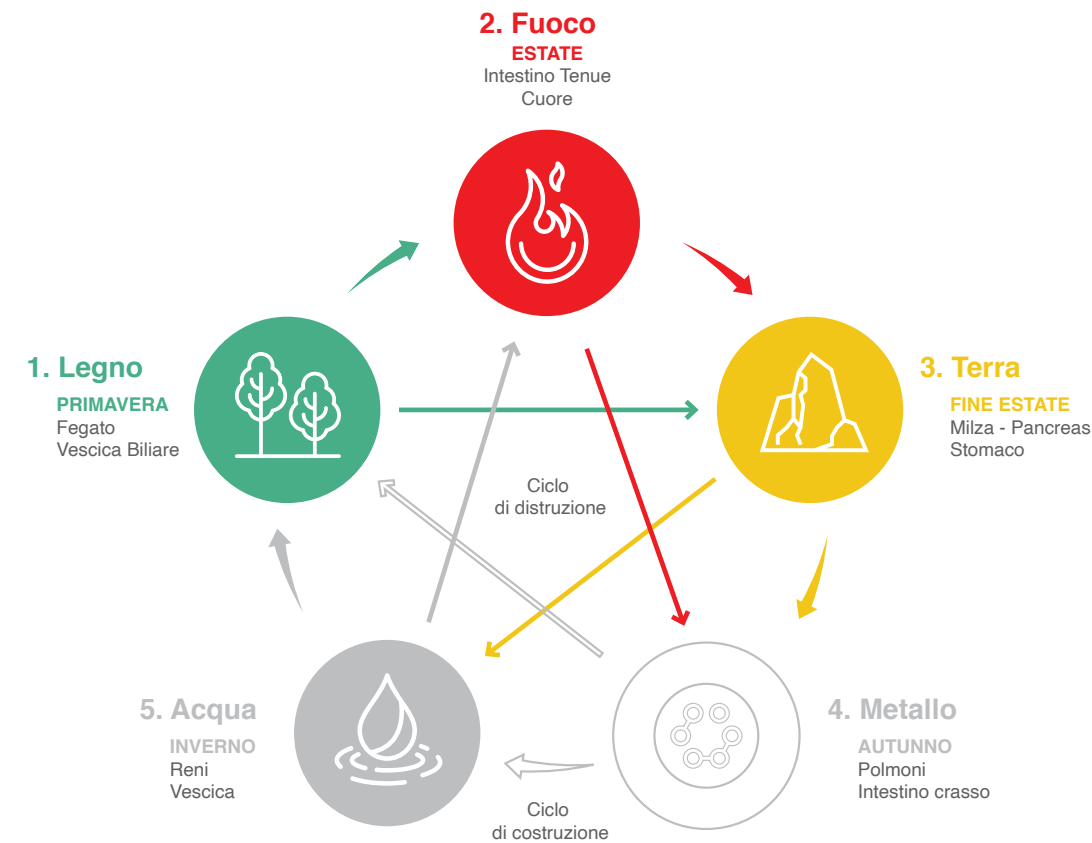 2. Fuoco
ESTATE
Intestino Tenue
Cuore
1. Legno
PRIMAVERA
Fegato
Vescica Biliare
3. Terra
FINE ESTATE
Milza - Pancreas
Stomaco
Ciclo
di distruzione
5. Acqua
INVERNO
Reni
Vescica
4. Metallo
AUTUNNO
Polmoni
Intestino crasso
Ciclo
di costruzione